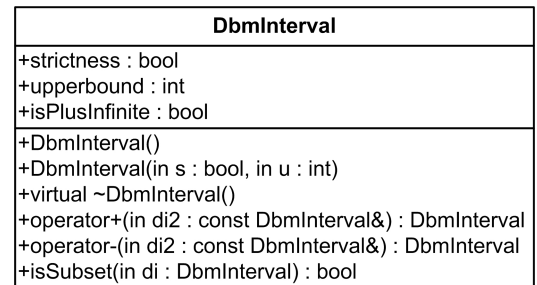 DbmInterval
+strictness : bool
+upperbound : int
+isPlusInfinite : bool
+DbmInterval()
+DbmInterval(in s : bool, in u : int)
+virtual ~DbmInterval()
+operator+(in di2 : const DbmInterval&) : DbmInterval
+operator-(in di2 : const DbmInterval&) : DbmInterval
+isSubset(in di : DbmInterval) : bool